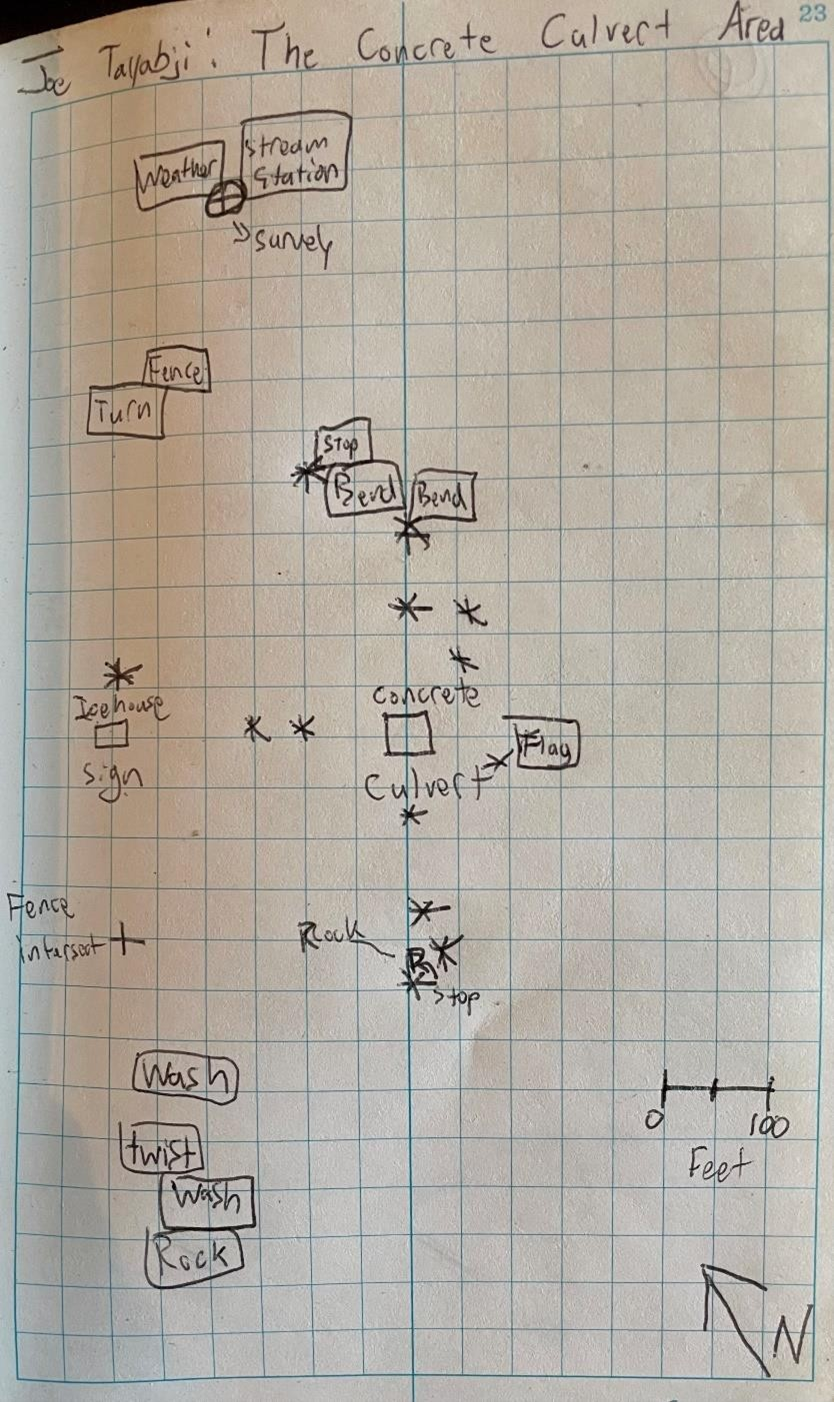 23
Joe Tayabji: The Concrete Culvert Area
Weather
Stream
Station
Survey
Fence
Turn
Stop
Bend
Bend
Icehouse
Sign
Concrete
Culvert
Flag
Fence
Intersect
Rock
R
Stop
Wash
twist
Wash
Rock
0
100
Feet
N